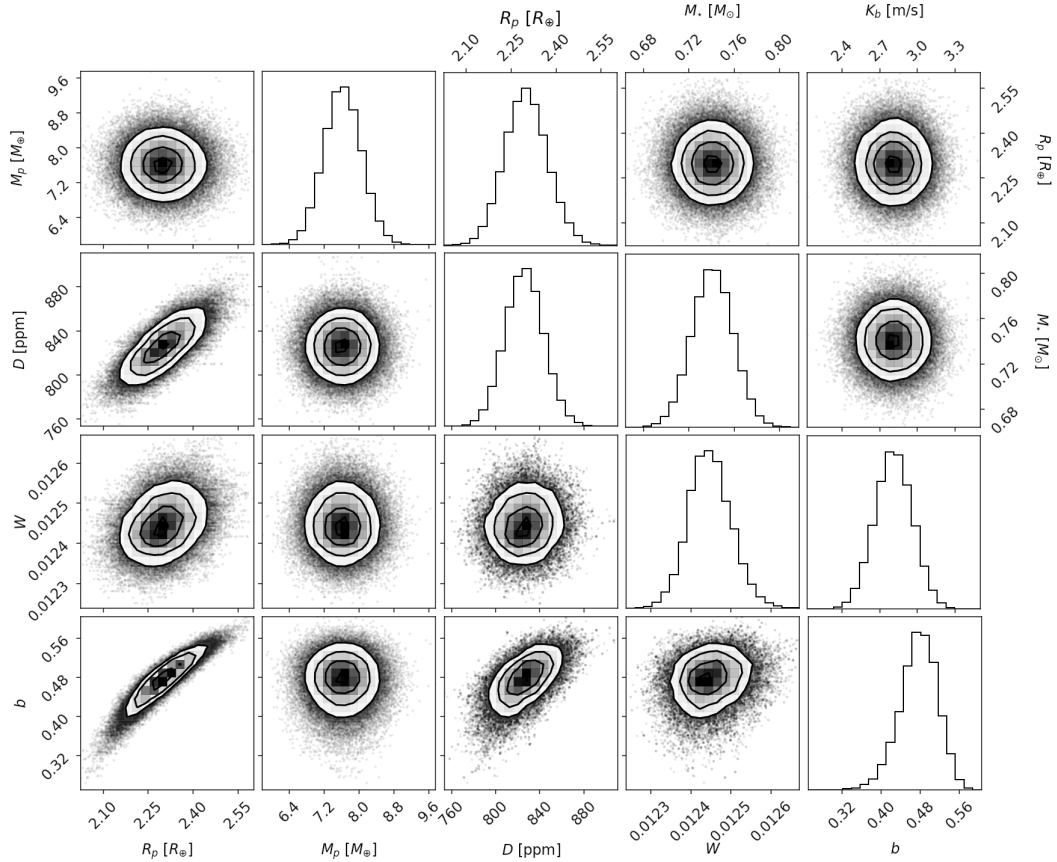 R_p [R_⊕] M_⋆ [M_⊙] K_b [m/s]
2.10 2.25 2.40 2.55 0.68 0.72 0.76 0.80 2.4 2.7 3.0 3.3
M_p [M_⊕] 9.6 8.8 8.0 7.2 6.4 2.55 2.40 2.25 2.10 R_p [R_⊕]
D [ppm] 880 840 800 760 0.80 0.76 0.72 0.68 M_⋆ [M_⊙]
W 0.0126 0.0125 0.0124 0.0123
b 0.56 0.48 0.40 0.32
2.10 2.25 2.40 2.55 6.4 7.2 8.0 8.8 9.6 760 800 840 880 0.0123 0.0124 0.0125 0.0126 0.32 0.40 0.48 0.56
R_p [R_⊕] M_p [M_⊕] D [ppm] W b